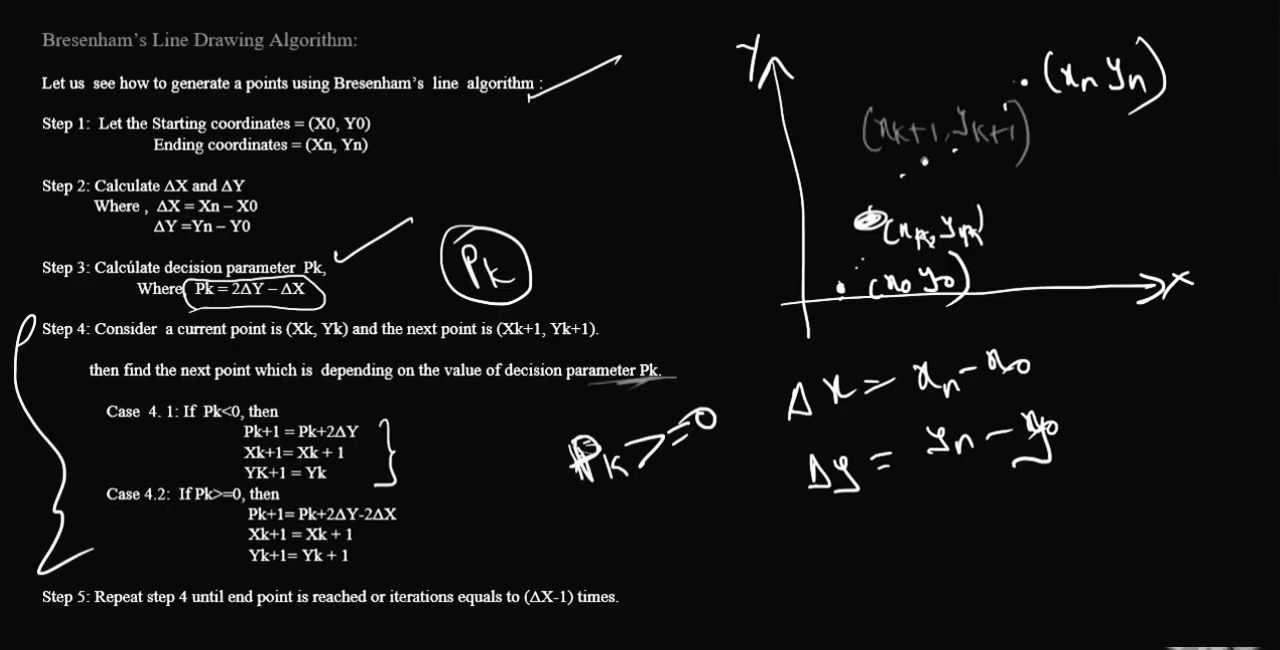 Bresenham's Line Drawing Algorithm:
Let us see how to generate a points using Bresenham's line algorithm :
Step 1: Let the Starting coordinates = (X0, Y0)
Ending coordinates = (Xn, Yn)
Step 2: Calculate ΔX and ΔY
Where , ΔX = Xn – X0
ΔY =Yn – Y0
Step 3: Calculate decision parameter Pk,
Where Pk = 2ΔY – ΔX
Pk
Step 4: Consider a current point is (Xk, Yk) and the next point is (Xk+1, Yk+1).
then find the next point which is depending on the value of decision parameter Pk.
Case 4. 1: If Pk<0, then
Pk+1 = Pk+2ΔY
Xk+1= Xk + 1
YK+1 = Yk
Case 4.2: If Pk>=0, then
Pk+1= Pk+2ΔY-2ΔX
Xk+1 = Xk + 1
Yk+1= Yk + 1
Step 5: Repeat step 4 until end point is reached or iterations equals to (ΔX-1) times.
Pk >= 0
Y
(xn yn)
(xk+1, yk+1)
(xk, yk)
(x0 y0)
X
Δx = xn - x0
Δy = yn - y0